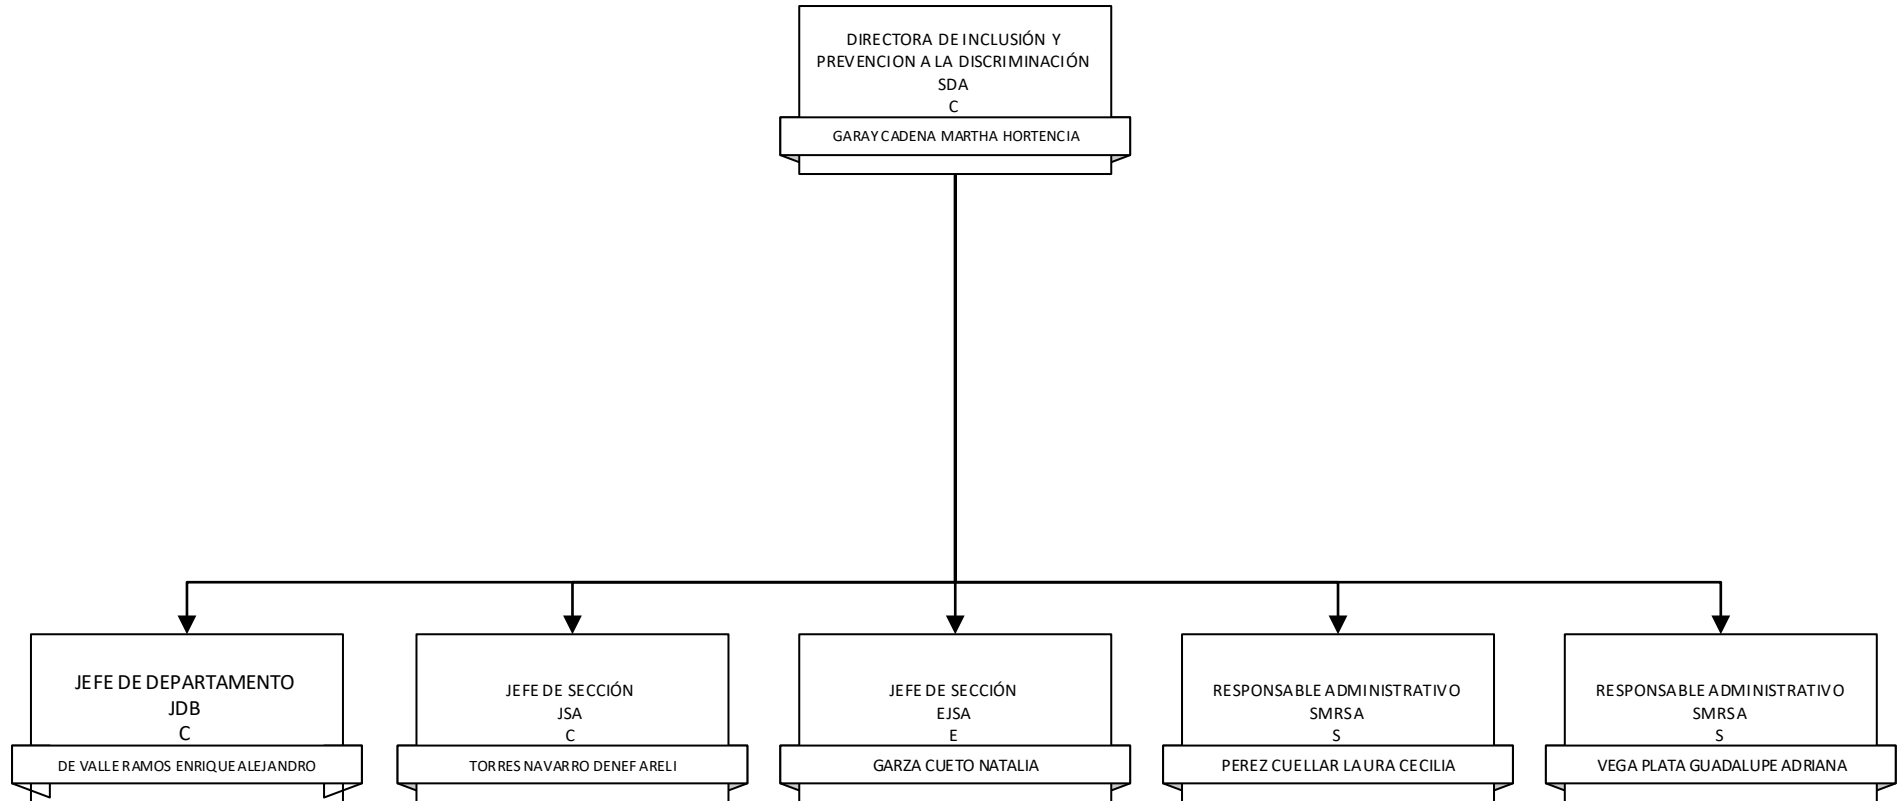 DIRECTORA DE INCLUSIÓN Y
PREVENCION A LA DISCRIMINACIÓN
SDA
C
GARAY CADENA MARTHA HORTENCIA
JEFE DE DEPARTAMENTO
JDB
C
DE VALLE RAMOS ENRIQUE ALEJANDRO
JEFE DE SECCIÓN
JSA
C
TORRES NAVARRO DENEF ARELI
JEFE DE SECCIÓN
EJSA
E
GARZA CUETO NATALIA
RESPONSABLE ADMINISTRATIVO
SMRSA
S
PEREZ CUELLAR LAURA CECILIA
RESPONSABLE ADMINISTRATIVO
SMRSA
S
VEGA PLATA GUADALUPE ADRIANA